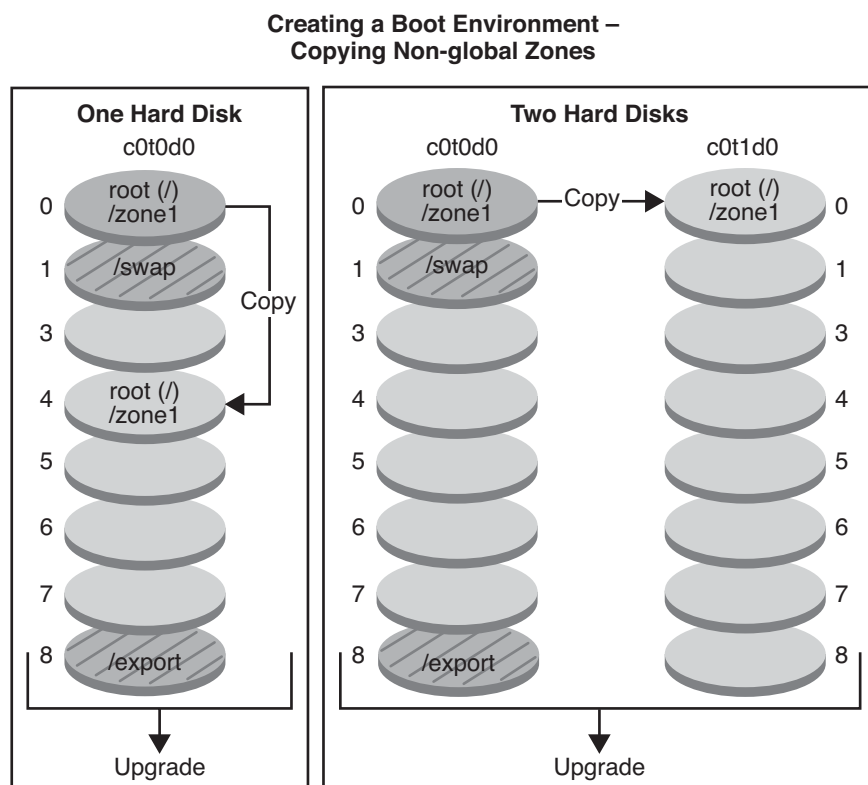 Creating a Boot Environment –
Copying Non-global Zones
One Hard Disk
c0t0d0
0
root (/)
/zone1
1
/swap
Copy
3
4
root (/)
/zone1
5
6
7
8
/export
Upgrade
Two Hard Disks
c0t0d0
c0t1d0
0
root (/)
/zone1
Copy
root (/)
/zone1
0
1
/swap
1
3
3
4
4
5
5
6
6
7
7
8
/export
8
Upgrade